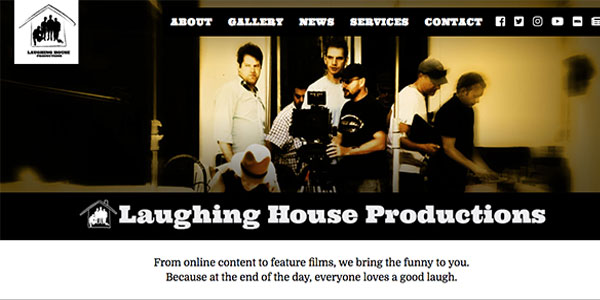 LAUGHING HOUSE
PRODUCTIONS
ABOUT GALLERY NEWS SERVICES CONTACT
Laughing House Productions
From online content to feature films, we bring the funny to you.
Because at the end of the day, everyone loves a good laugh.